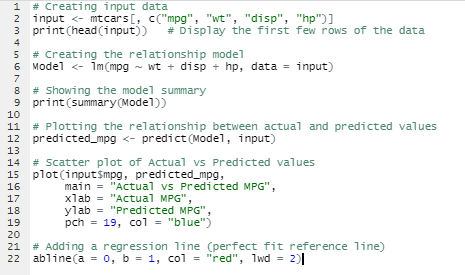 1 # Creating input data
2 input <- mtcars[, c("mpg", "wt", "disp", "hp")]
3 print(head(input))   # Display the first few rows of the data
4
5 # Creating the relationship model
6 Model <- lm(mpg ~ wt + disp + hp, data = input)
7
8 # Showing the model summary
9 print(summary(Model))
10
11 # Plotting the relationship between actual and predicted values
12 predicted_mpg <- predict(Model, input)
13
14 # Scatter plot of Actual vs Predicted values
15 plot(input$mpg, predicted_mpg,
16      main = "Actual vs Predicted MPG",
17      xlab = "Actual MPG",
18      ylab = "Predicted MPG",
19      pch = 19, col = "blue")
20
21 # Adding a regression line (perfect fit reference line)
22 abline(a = 0, b = 1, col = "red", lwd = 2)